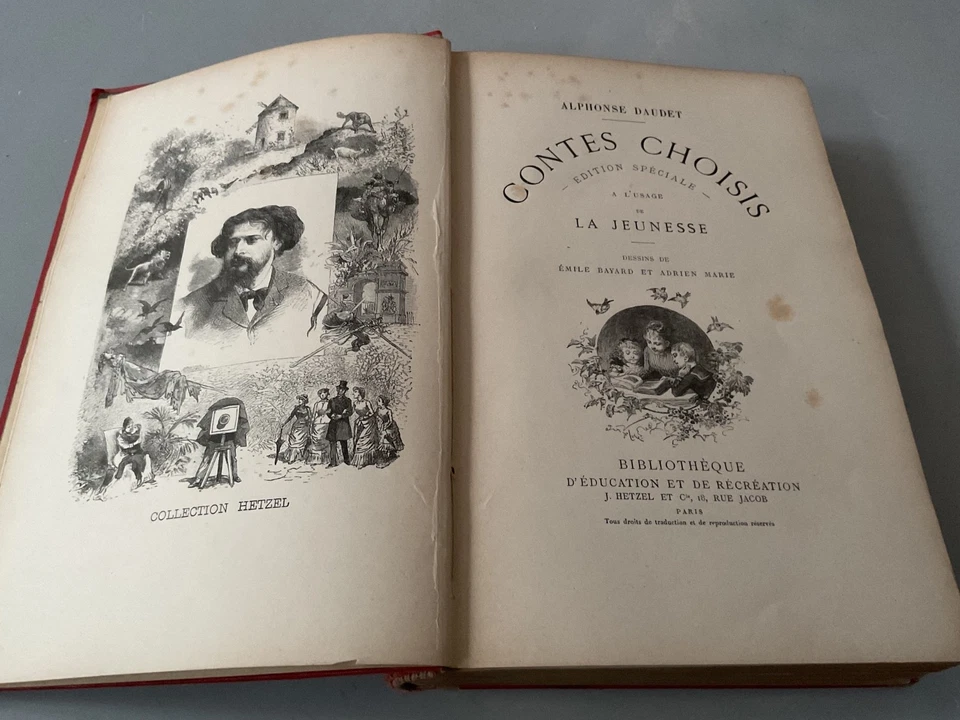 COLLECTION HETZEL
ALPHONSE DAUDET
CONTES CHOISIS
– EDITION SPÉCIALE –
A L'USAGE
DE
LA JEUNESSE
DESSINS DE
ÉMILE BAYARD ET ADRIEN MARIE
BIBLIOTHÈQUE
D'ÉDUCATION ET DE RÉCRÉATION
J. HETZEL ET Cie, 18, RUE JACOB
PARIS
Tous droits de traduction et de reproduction réservés